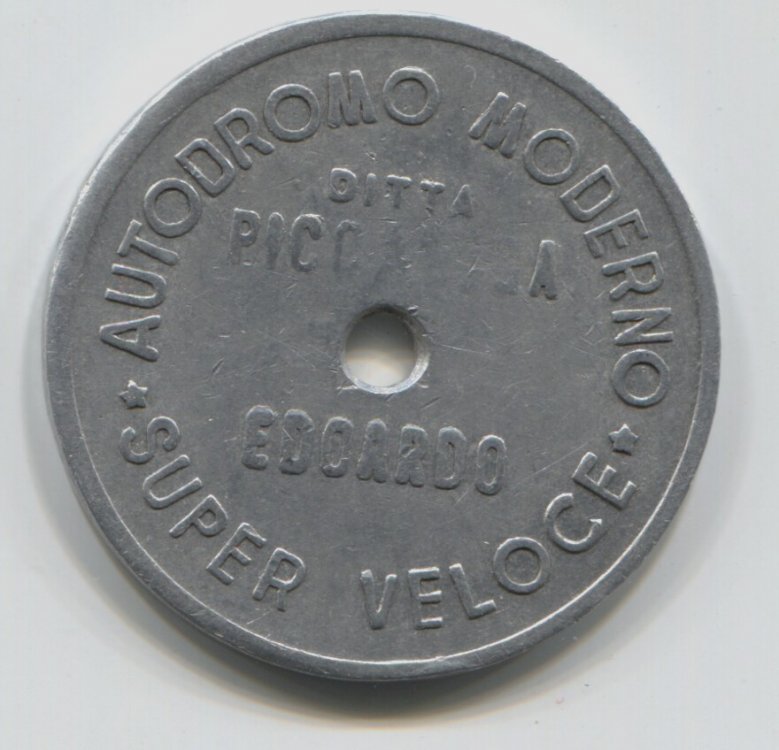 ★ AUTODROMO MODERNO ★
DITTA
EDOARDO
SUPER VELOCE